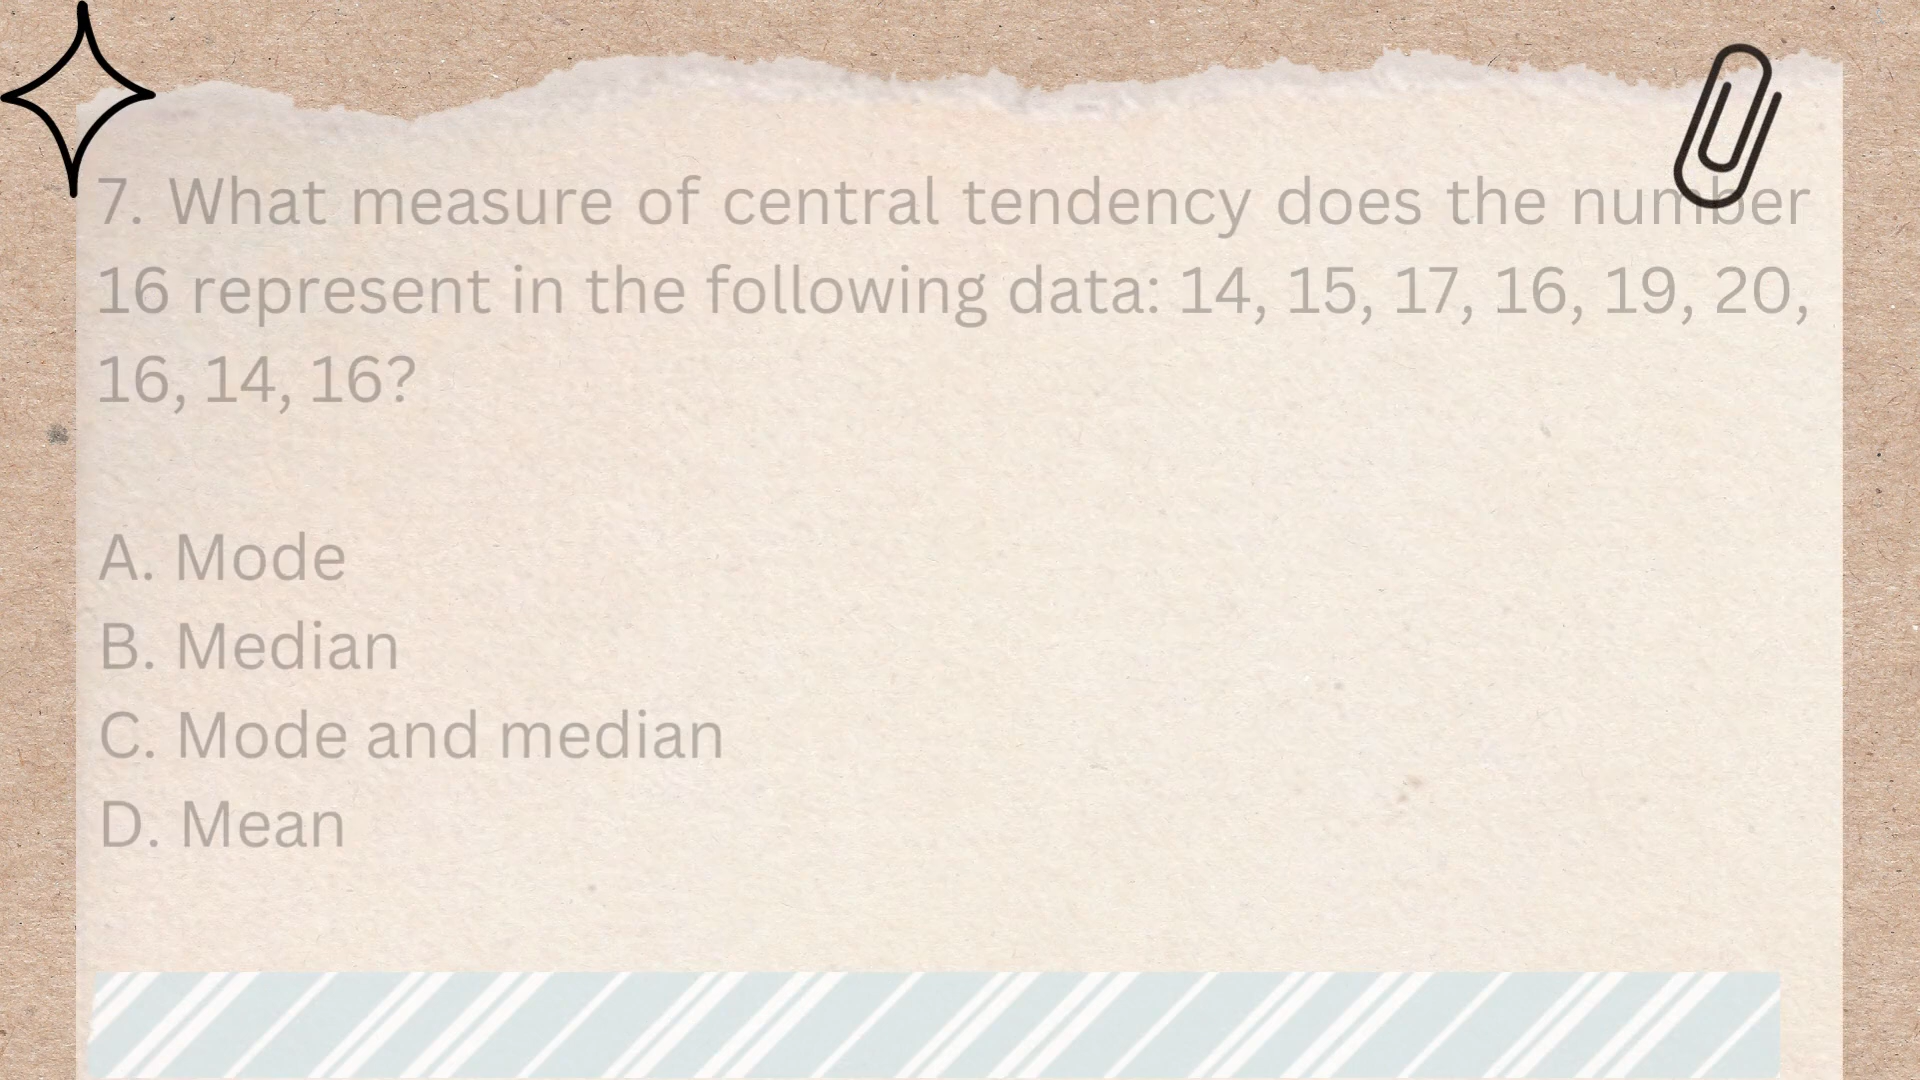 7. What measure of central tendency does the number
16 represent in the following data: 14, 15, 17, 16, 19, 20,
16, 14, 16?
A. Mode
B. Median
C. Mode and median
D. Mean